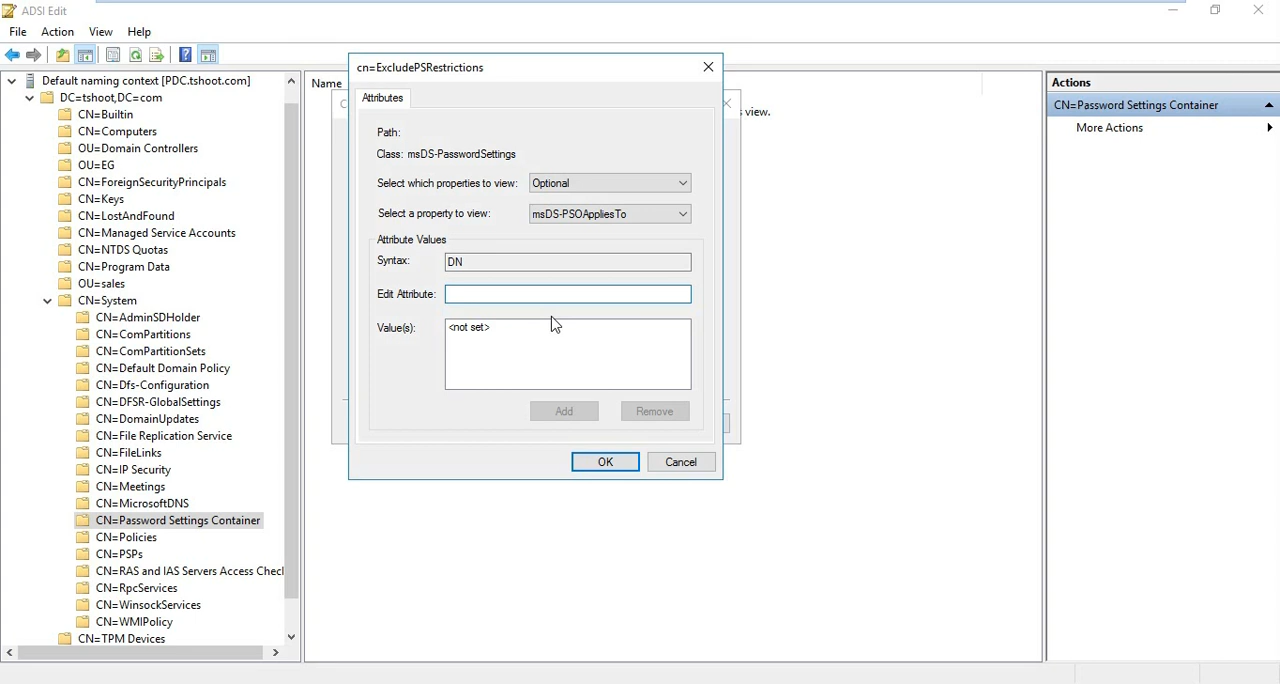 ADSI Edit
File Action View Help
Default naming context [PDC.tshoot.com]
DC=tshoot,DC=com
CN=Builtin
CN=Computers
OU=Domain Controllers
OU=EG
CN=ForeignSecurityPrincipals
CN=Keys
CN=LostAndFound
CN=Managed Service Accounts
CN=NTDS Quotas
CN=Program Data
OU=sales
CN=System
CN=AdminSDHolder
CN=ComPartitions
CN=ComPartitionSets
CN=Default Domain Policy
CN=Dfs-Configuration
CN=DFSR-GlobalSettings
CN=DomainUpdates
CN=File Replication Service
CN=FileLinks
CN=IP Security
CN=Meetings
CN=MicrosoftDNS
CN=Password Settings Container
CN=Policies
CN=PSPs
CN=RAS and IAS Servers Access Chec
CN=RpcServices
CN=WinsockServices
CN=WMIPolicy
CN=TPM Devices
Name
view.
cn=ExcludePSRestrictions
Attributes
Path:
Class: msDS-PasswordSettings
Select which properties to view: Optional
Select a property to view: msDS-PSOAppliesTo
Attribute Values
Syntax: DN
Edit Attribute:
Value(s): <not set>
Add Remove
OK Cancel
Actions
CN=Password Settings Container
More Actions